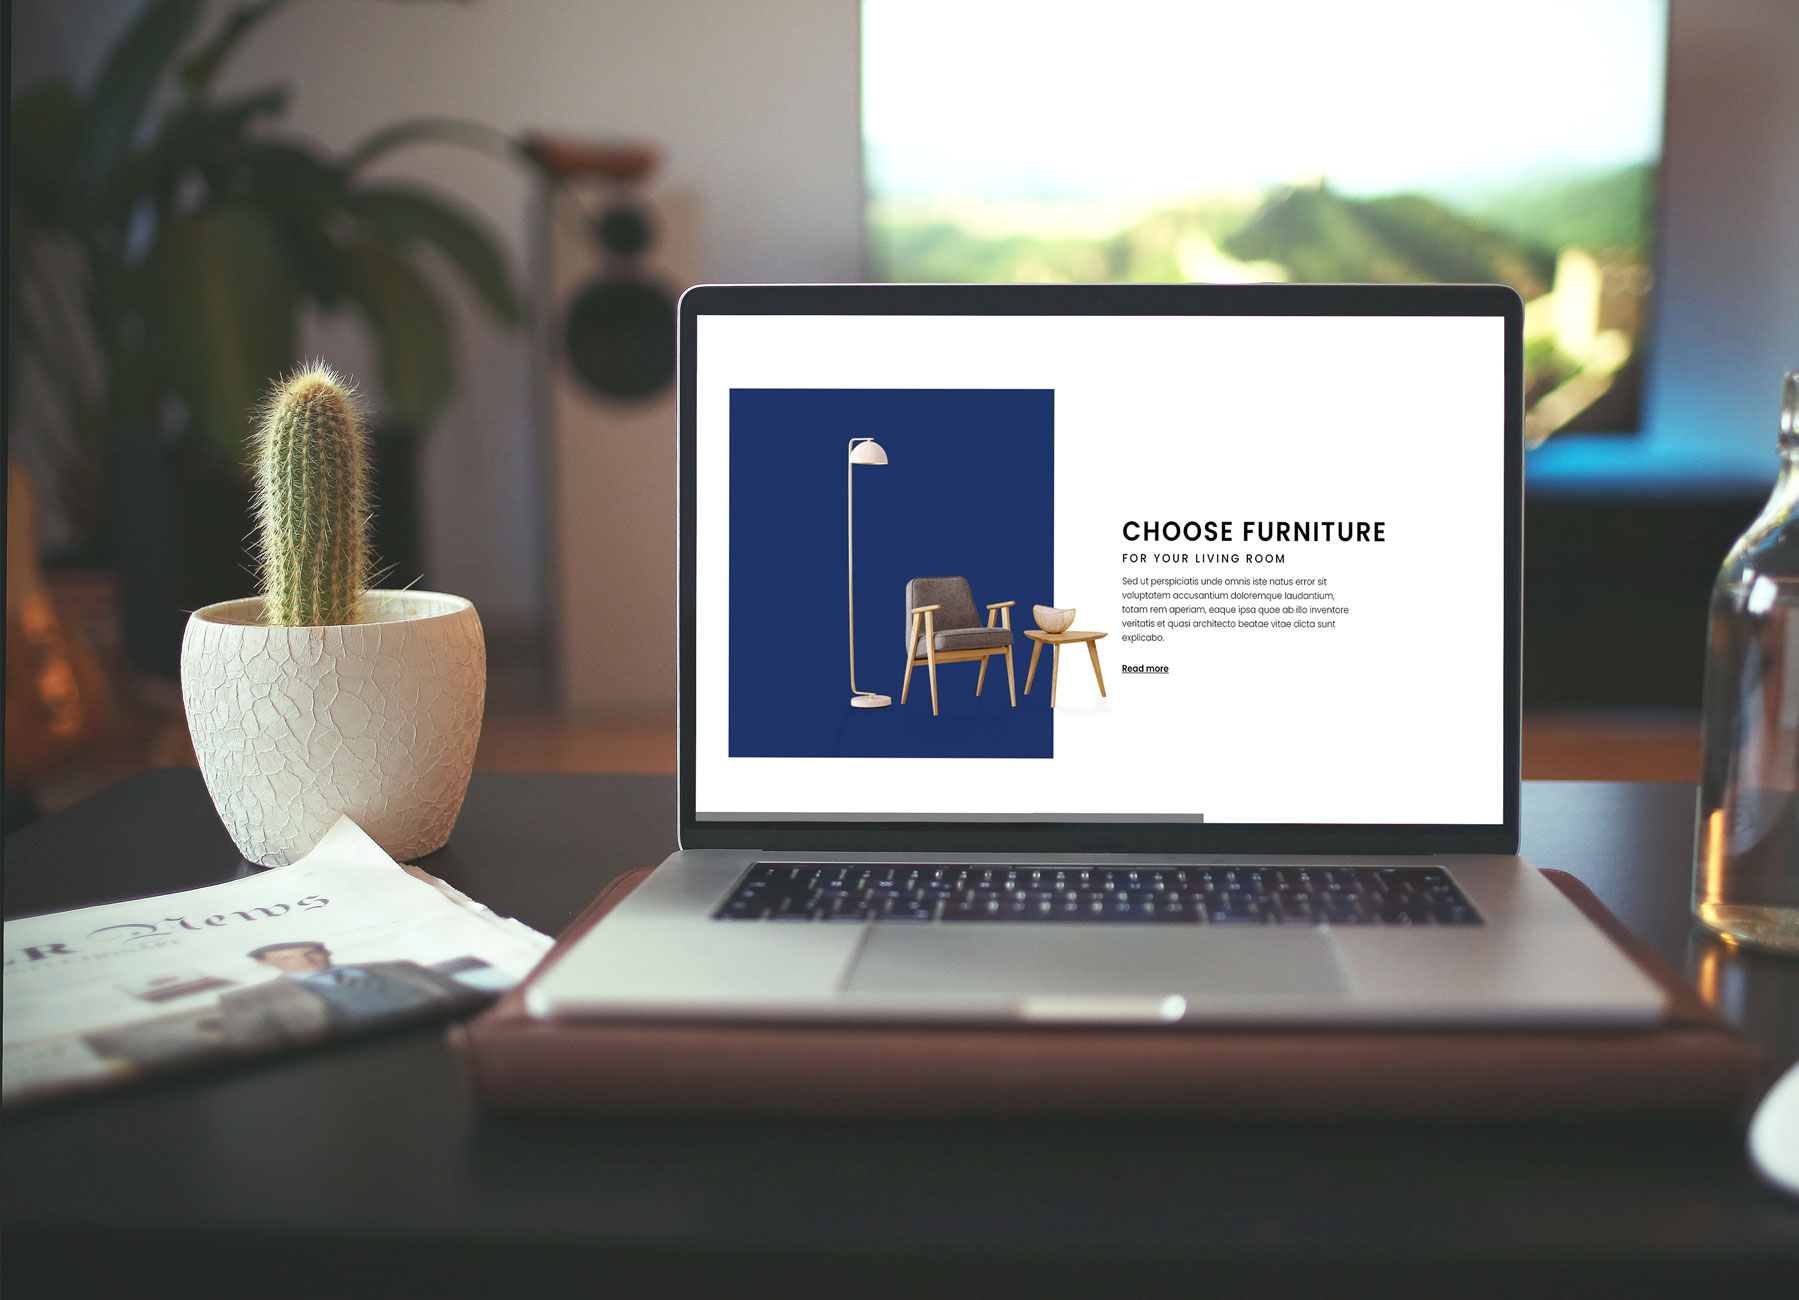 CHOOSE FURNITURE
FOR YOUR LIVING ROOM
Sed ut perspiciatis unde omnis iste natus error sit
voluptatem accusantium doloremque laudantium,
totam rem aperiam, eaque ipsa quae ab illo inventore
veritatis et quasi architecto beatae vitae dicta sunt
explicabo.
Read more
R News